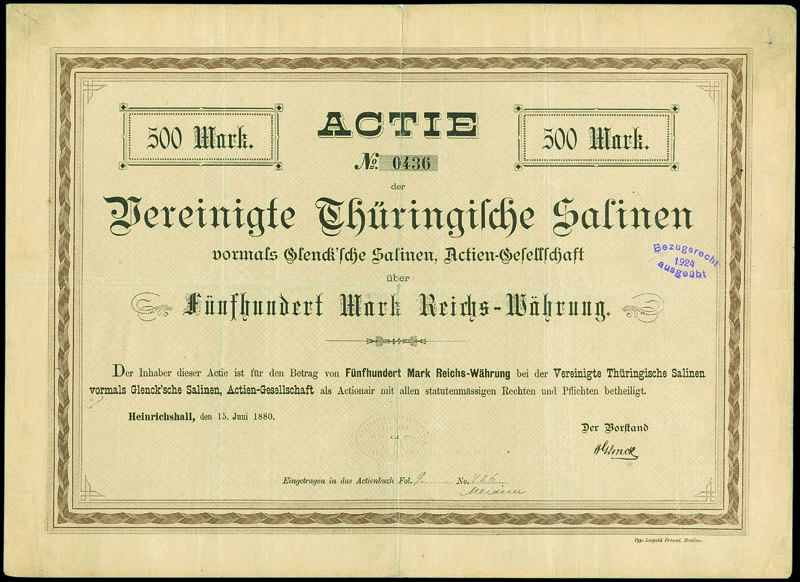 500 Mark.
ACTIE
500 Mark.
No. 0436
der
Vereinigte Thüringische Salinen
vormals Glenck'sche Salinen, Actien-Gesellschaft
über
Bezugsrecht
1924
ausgeübt
Fünfhundert Mark Reichs-Währung.
Der Inhaber dieser Actie ist für den Betrag von Fünfhundert Mark Reichs-Währung bei der Vereinigte Thüringische Salinen
vormals Glenck'sche Salinen, Actien-Gesellschaft als Actionair mit allen statutenmässigen Rechten und Pflichten betheiligt.
Heinrichshall, den 15. Juni 1880.
Der Vorstand
Glenck
Eingetragen in das Actienbuch Fol. 9. No. 436
Typ. Leopold Freund, Breslau.